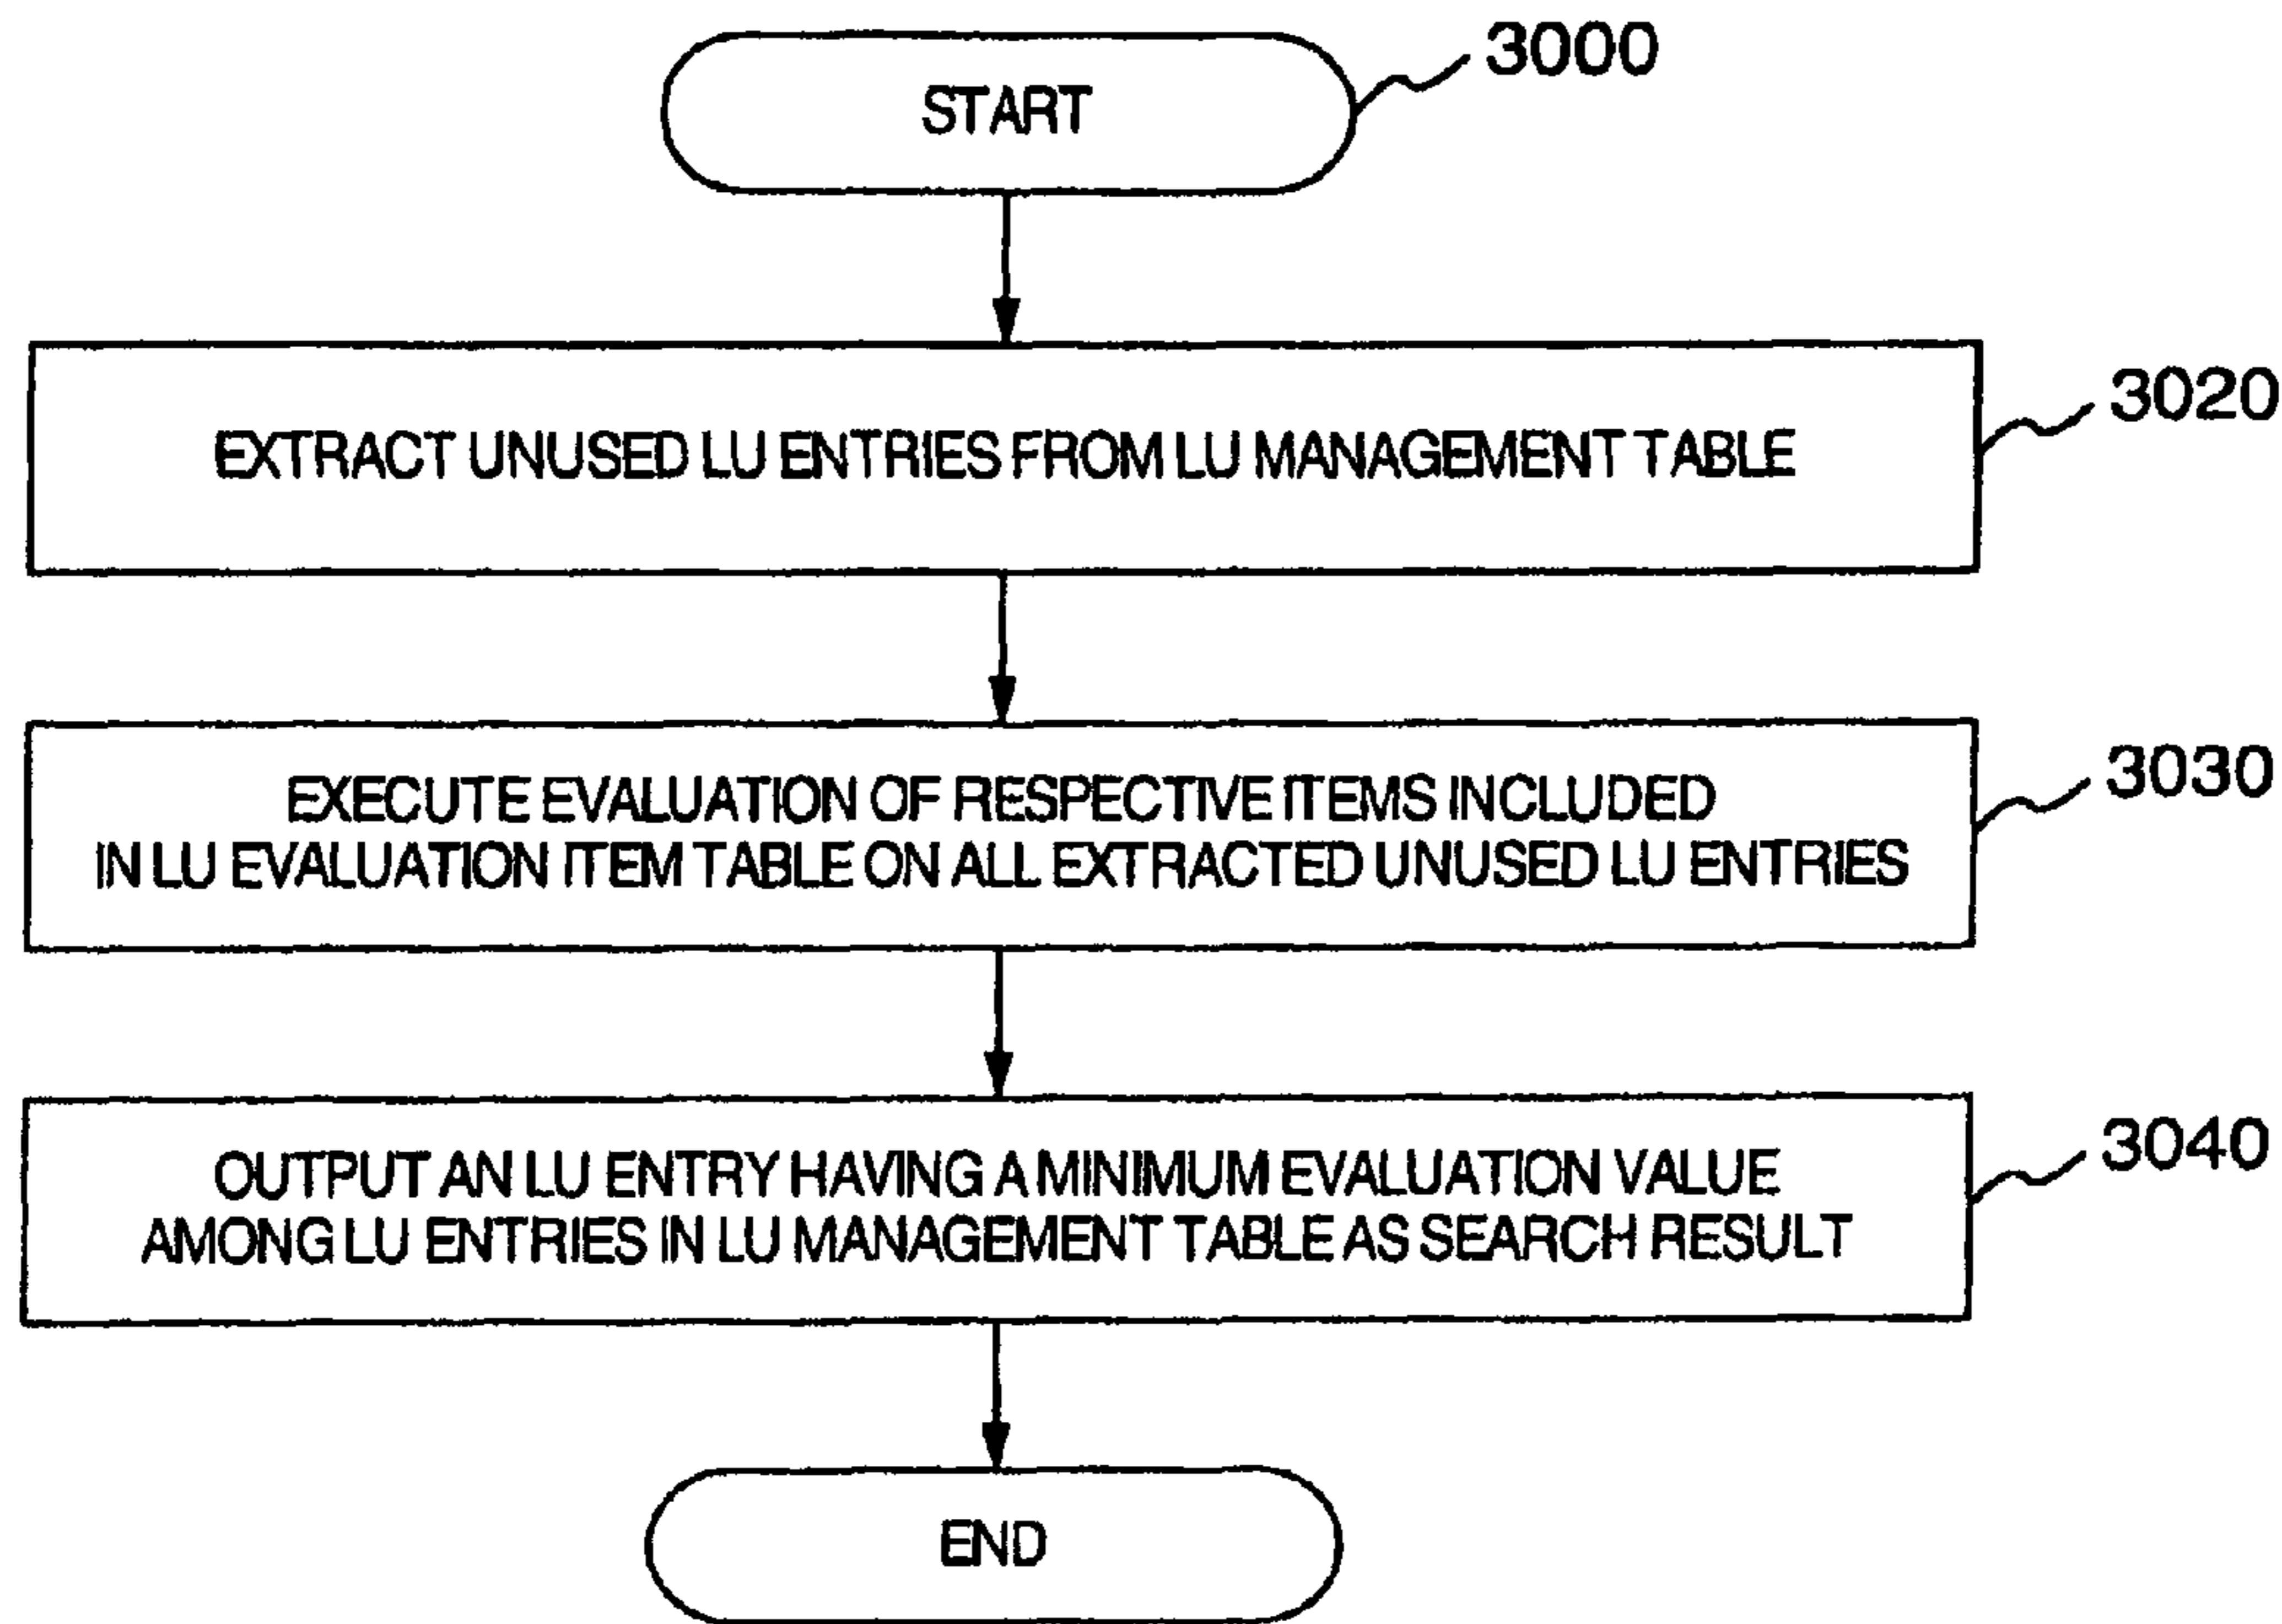 START
3000
EXTRACT UNUSED LU ENTRIES FROM LU MANAGEMENT TABLE
3020
EXECUTE EVALUATION OF RESPECTIVE ITEMS INCLUDED
IN LU EVALUATION ITEM TABLE ON ALL EXTRACTED UNUSED LU ENTRIES
3030
OUTPUT AN LU ENTRY HAVING A MINIMUM EVALUATION VALUE
AMONG LU ENTRIES IN LU MANAGEMENT TABLE AS SEARCH RESULT
3040
END